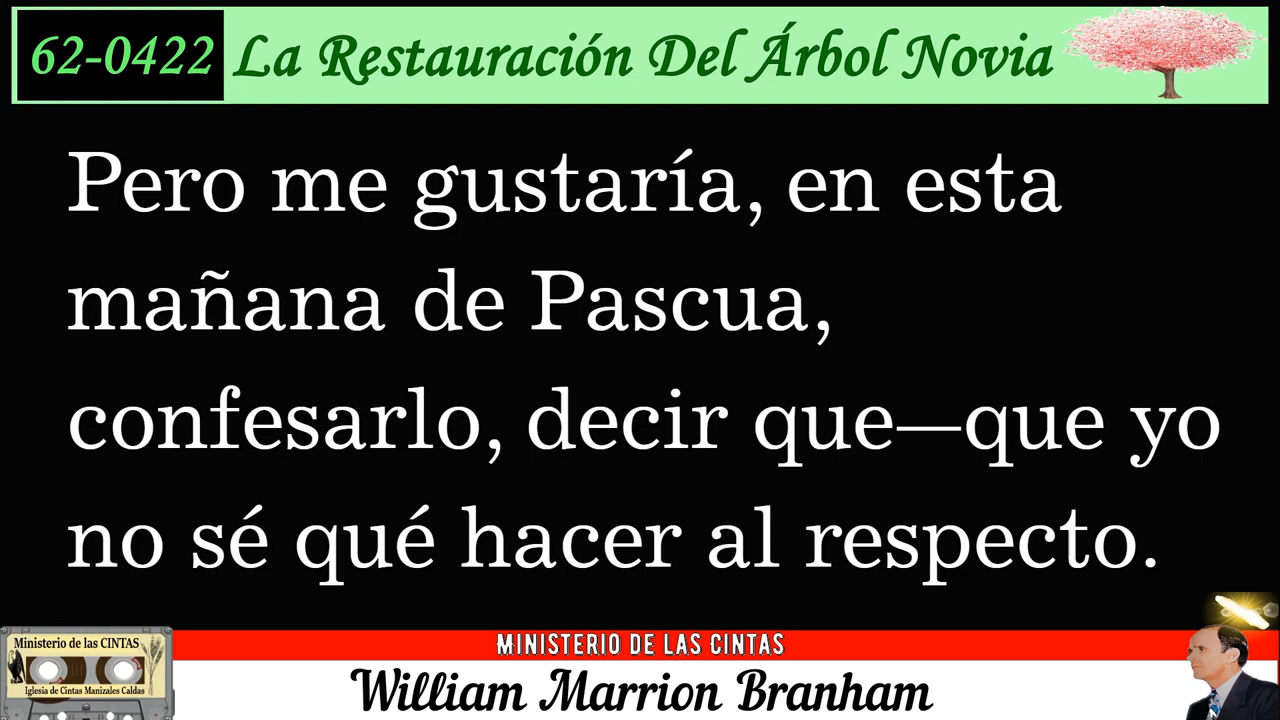 62-0422 La Restauración Del Árbol Novia
Pero me gustaría, en esta
mañana de Pascua,
confesarlo, decir que—que yo
no sé qué hacer al respecto.
MINISTERIO DE LAS CINTAS
Ministerio de las CINTAS
Iglesia de Cintas Manizales Caldas
William Marrion Branham